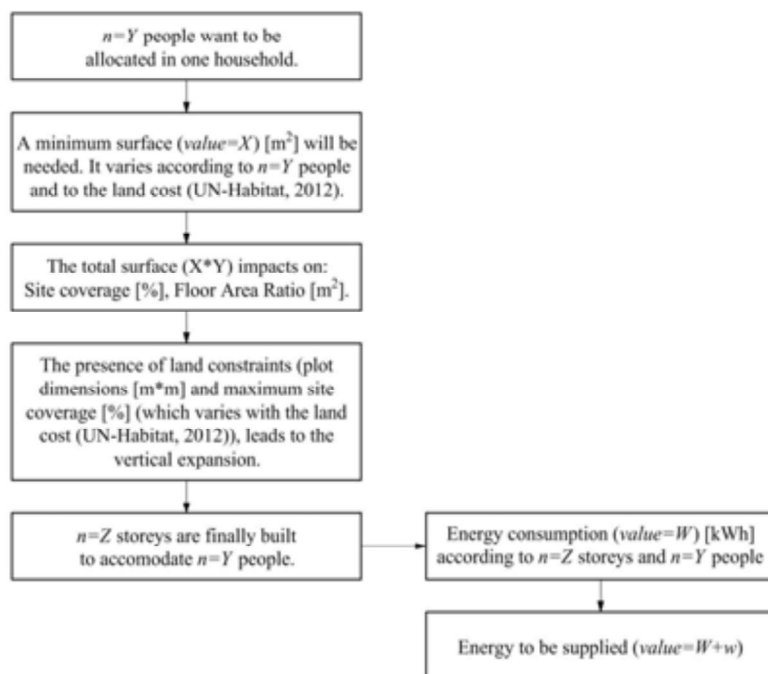 n=Y people want to be
allocated in one household.
A minimum surface (value=X) [m²] will be
needed. It varies according to n=Y people
and to the land cost (UN-Habitat, 2012).
The total surface (X*Y) impacts on:
Site coverage [%], Floor Area Ratio [m²].
The presence of land constraints (plot
dimensions [m*m] and maximum site
coverage [%] (which varies with the land
cost (UN-Habitat, 2012)), leads to the
vertical expansion.
n=Z storeys are finally built
to accomodate n=Y people.
Energy consumption (value=W) [kWh]
according to n=Z storeys and n=Y people
Energy to be supplied (value=W+w)